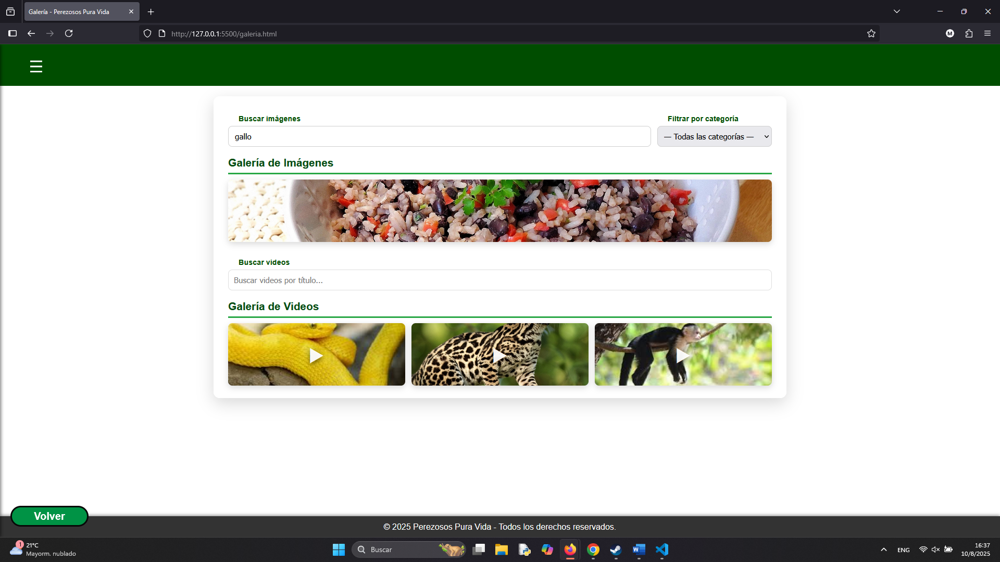 Galería - Perezosos Pura Vida
http://127.0.0.1:5500/galeria.html
M
Buscar imágenes
Filtrar por categoría
gallo
— Todas las categorías —
Galería de Imágenes
Buscar videos
Buscar videos por título...
Galería de Videos
Volver
© 2025 Perezosos Pura Vida - Todos los derechos reservados.
1
21°C
Mayorm. nublado
Buscar
ENG
16:37
10/8/2025